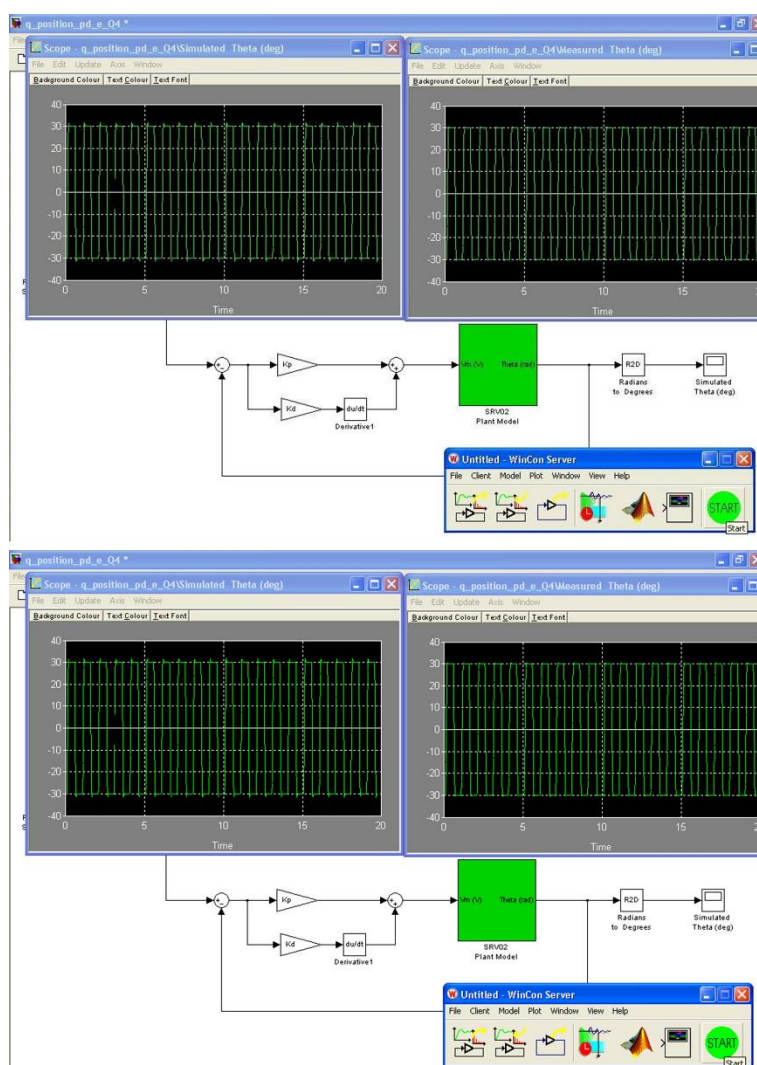 q_position_pd_e_Q4 *
Scope - q_position_pd_e_Q4\Simulated Theta (deg)
File Edit Update Axis Window
Background Colour Text Colour Text Font
40
30
20
10
0
-10
-20
-30
-40
0 5 10 15 20
Time
Scope - q_position_pd_e_Q4\Measured Theta (deg)
File Edit Update Axis Window
Background Colour Text Colour Text Font
40
30
20
10
0
-10
-20
-30
-40
0 5 10 15
Time
Kp
Kd
du/dt
Derivative1
Vm (V) Theta (rad)
SRV02
Plant Model
R2D
Radians
to Degrees
Simulated
Theta (deg)
Untitled - WinCon Server
File Client Model Plot Window View Help
START
Start
q_position_pd_e_Q4 *
Scope - q_position_pd_e_Q4\Simulated Theta (deg)
File Edit Update Axis Window
Background Colour Text Colour Text Font
40
30
20
10
0
-10
-20
-30
-40
0 5 10 15 20
Time
Scope - q_position_pd_e_Q4\Measured Theta (deg)
File Edit Update Axis Window
Background Colour Text Colour Text Font
40
30
20
10
0
-10
-20
-30
-40
0 5 10 15
Time
Kp
Kd
du/dt
Derivative1
Vm (V) Theta (rad)
SRV02
Plant Model
R2D
Radians
to Degrees
Simulated
Theta (deg)
Untitled - WinCon Server
File Client Model Plot Window View Help
START
Start